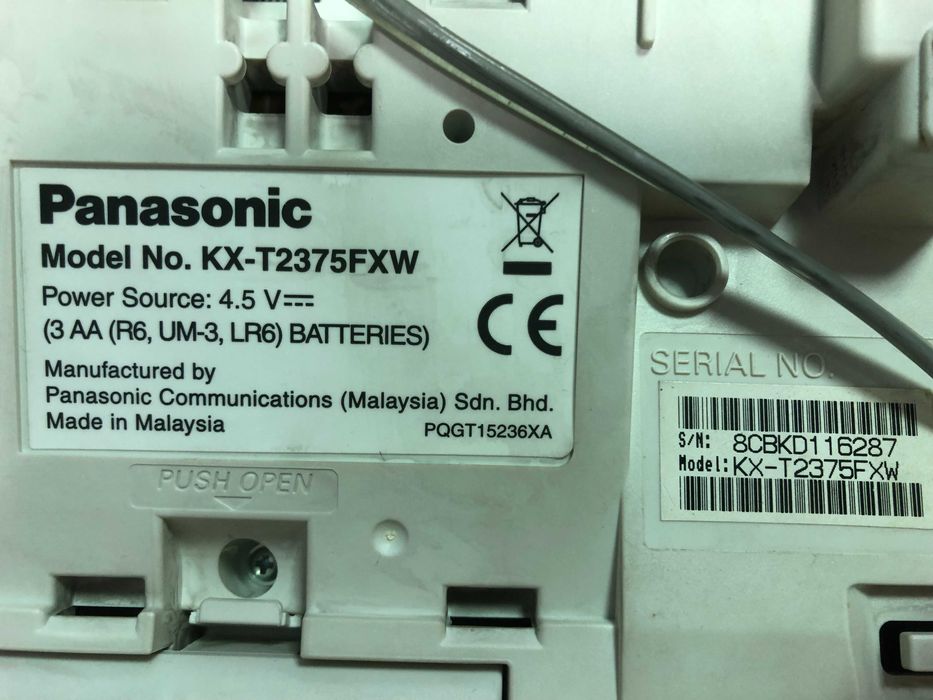 Panasonic
Model No. KX-T2375FXW
Power Source: 4.5 V⎓
(3 AA (R6, UM-3, LR6) BATTERIES)
Manufactured by
Panasonic Communications (Malaysia) Sdn. Bhd.
Made in Malaysia
PQGT15236XA
CE
PUSH OPEN
SERIAL NO.
S/N: 8CBKD116287
Model: KX-T2375FXW